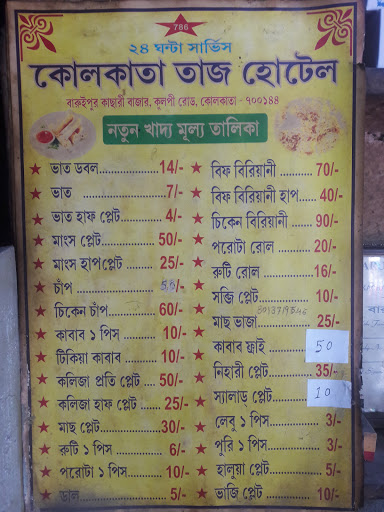 786
২৪ ঘন্টা সার্ভিস
কোলকাতা তাজ হোটেল
বারুইপুর কাছারী বাজার, কুলপী রোড, কোলকাতা - ৭০০১৪৪
নতুন খাদ্য মূল্য তালিকা
ভাত ডবল..................14/-
ভাত ......................7/-
ভাত হাফ প্লেট...............4/-
মাংস প্লেট.................50/-
মাংস হাপপ্লেট ............ 25/-
চাঁপ ..................... 50/-
চিকেন চাঁপ...............60/-
কাবাব ১ পিস ........... 10/-
টিকিয়া কাবাব ........... 10/-
কলিজা প্রতি প্লেট ..... 50/-
কলিজা হাফ প্লেট ...... 25/-
মাছ প্লেট..................30/-
রুটি ১ পিস ................ 6/-
পরোটা ১ পিস............10/-
ডাল ........................5/-
বিফ বিরিয়ানী .......... 70/-
বিফ বিরিয়ানী হাপ..... 40/-
চিকেন বিরিয়ানী ....... 90/-
পরোটা রোল ............ 20/-
রুটি রোল ................ 16/-
সব্জি প্লেট.................10/-
মাছ ভাজা................25/-
কাবাব ফ্রাই ........... 50
নিহারী প্লেট..............35/-
স্যালাড্ প্লেট ........... 10
লেবু ১ পিস................ 3/-
পুরি ১ পিস................. 3/-
হালুয়া প্লেট............... 5/-
ভাজি প্লেট ............... 10/-